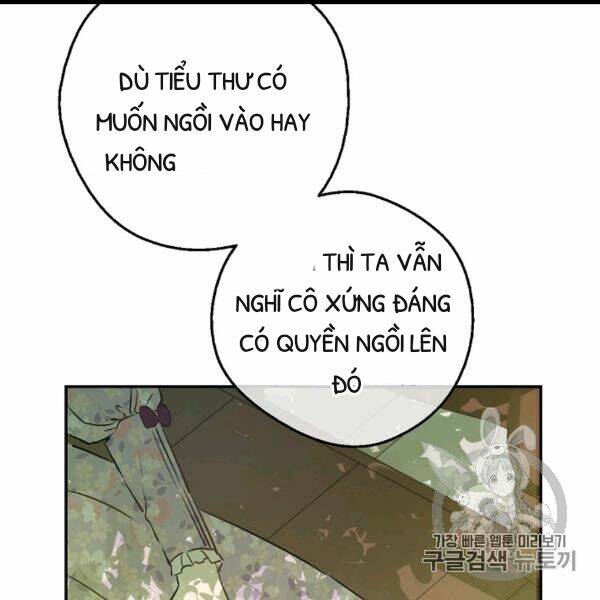 DÙ TIỂU THƯ CÓ
MUỐN NGỒI VÀO HAY
KHÔNG
THÌ TA VẪN
NGHĨ CÔ XỨNG ĐÁNG
CÓ QUYỀN NGỒI LÊN
ĐÓ
가장 빠른 웹툰 미리보기
구글검색 뉴토끼